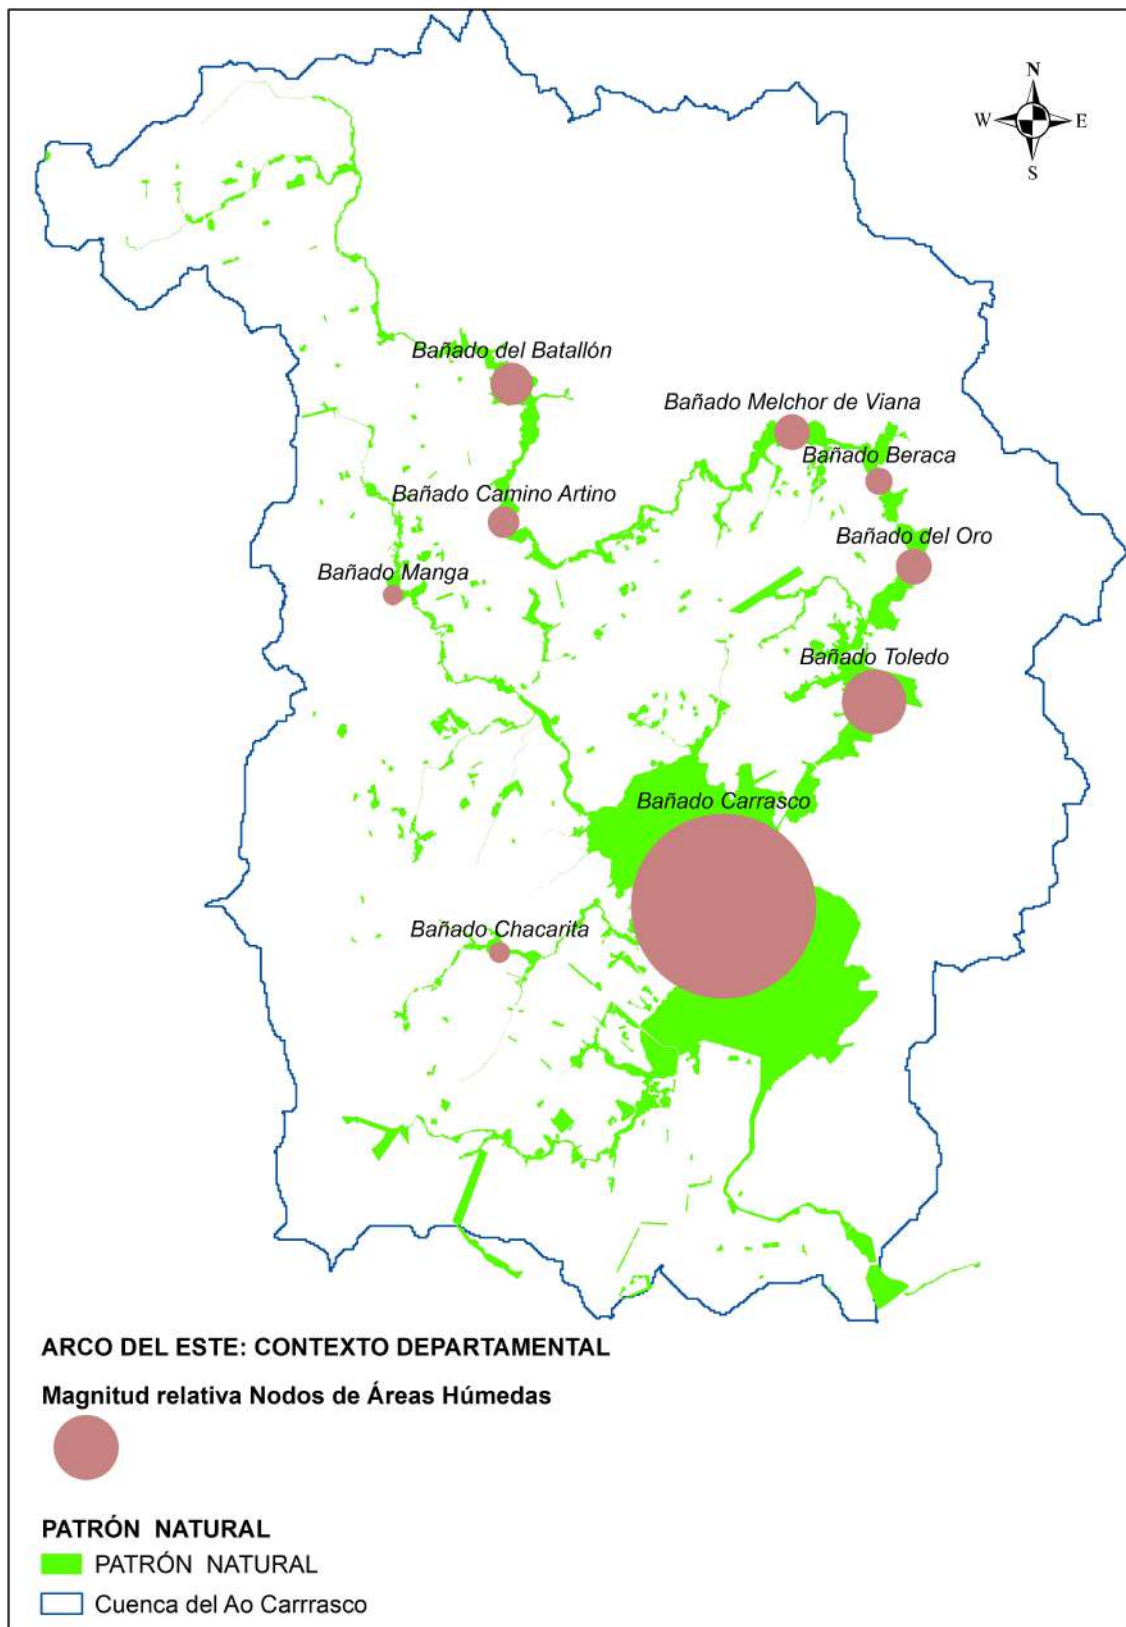 N
W E
S
Bañado del Batallón
Bañado Melchor de Viana
Bañado Beraca
Bañado Camino Artino
Bañado del Oro
Bañado Manga
Bañado Toledo
Bañado Carrasco
Bañado Chacarita
ARCO DEL ESTE: CONTEXTO DEPARTAMENTAL
Magnitud relativa Nodos de Áreas Húmedas
PATRÓN NATURAL
PATRÓN NATURAL
Cuenca del Ao Carrrasco